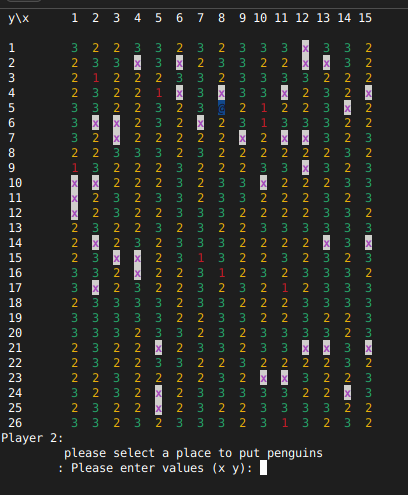 y\x 1 2 3 4 5 6 7 8 9 10 11 12 13 14 15
1 3 2 2 3 3 2 3 2 3 3 3 x 3 3 2
2 2 3 3 x 3 x 2 3 3 2 2 x x 3 2
3 2 1 2 2 2 3 3 2 3 3 3 3 2 2 2
4 2 3 2 2 1 x 3 x 3 3 x 2 2 3 x
5 3 3 2 2 3 2 3 2 1 2 2 2 x 2
6 3 x x 2 3 2 x 2 3 1 3 3 3 2 2
7 3 2 x 2 2 2 2 2 x 2 x x 3 2 2
8 2 2 3 3 3 2 2 2 2 2 2 2 2 2 2
9 1 3 2 2 2 3 3 2 2 2 2 x 3 2 3
10 x x 2 2 2 3 3 2 2 x 2 2 2 3 3
11 x 2 3 2 2 3 2 3 2 2 2 2 2 3 3
12 x 3 3 2 3 3 2 3 2 2 2 3 3 3 2
13 2 3 2 2 3 2 2 3 2 2 2 2 3 3 3
14 2 x 2 3 2 3 3 2 2 2 3 3 x 3 x
15 3 2 x x 2 3 1 3 2 2 2 2 3 3 3
16 3 3 2 x 2 2 3 1 2 2 3 3 3 3 2
17 3 x 2 3 2 3 3 2 3 2 1 2 2 3 3
18 2 3 3 3 3 2 2 3 2 2 2 2 3 3 3
19 3 3 3 3 2 2 3 2 3 3 3 2 2 2 3
20 3 3 3 3 2 3 3 2 2 3 3 2 3 3 2
21 2 3 2 2 x 2 3 3 2 3 2 x x 3 x
22 2 3 2 3 3 3 2 2 3 2 2 2 2 2 3
23 2 2 3 2 2 3 2 2 2 x x 3 3 2 2
24 2 3 3 2 x 3 2 2 3 2 3 3 2 x 3
25 2 3 2 2 x 2 3 2 2 3 3 3 3 2 2
26 2 3 3 3 2 2 3 3 2 3 1 3 2 3 3
Player 2:
please select a place to put penguins
: Please enter values (x y):